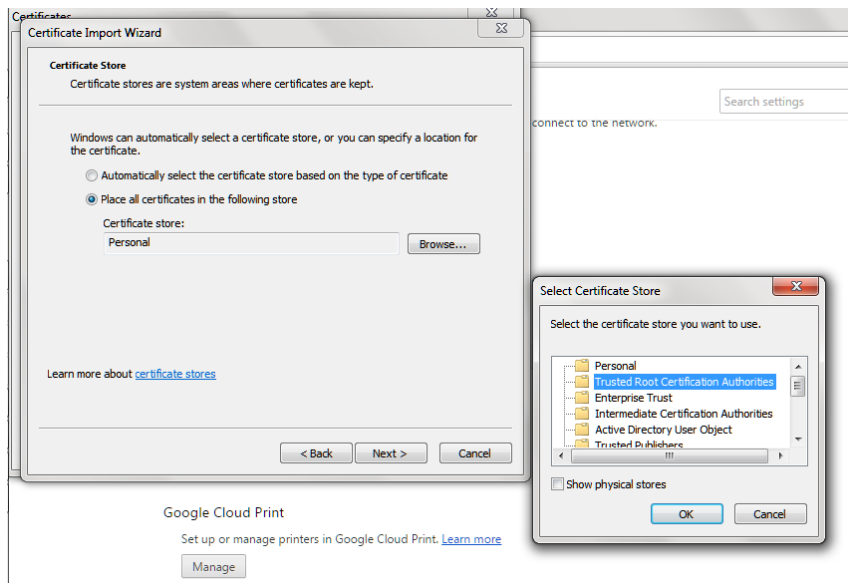 Certificates
Certificate Import Wizard
Certificate Store
Certificate stores are system areas where certificates are kept.
Windows can automatically select a certificate store, or you can specify a location for
the certificate.
Automatically select the certificate store based on the type of certificate
Place all certificates in the following store
Certificate store:
Personal
Browse...
Learn more about certificate stores
< Back
Next >
Cancel
Search settings
connect to the network.
Select Certificate Store
Select the certificate store you want to use.
Personal
Trusted Root Certification Authorities
Enterprise Trust
Intermediate Certification Authorities
Active Directory User Object
Trusted Publishers
Show physical stores
OK
Cancel
Google Cloud Print
Set up or manage printers in Google Cloud Print. Learn more
Manage